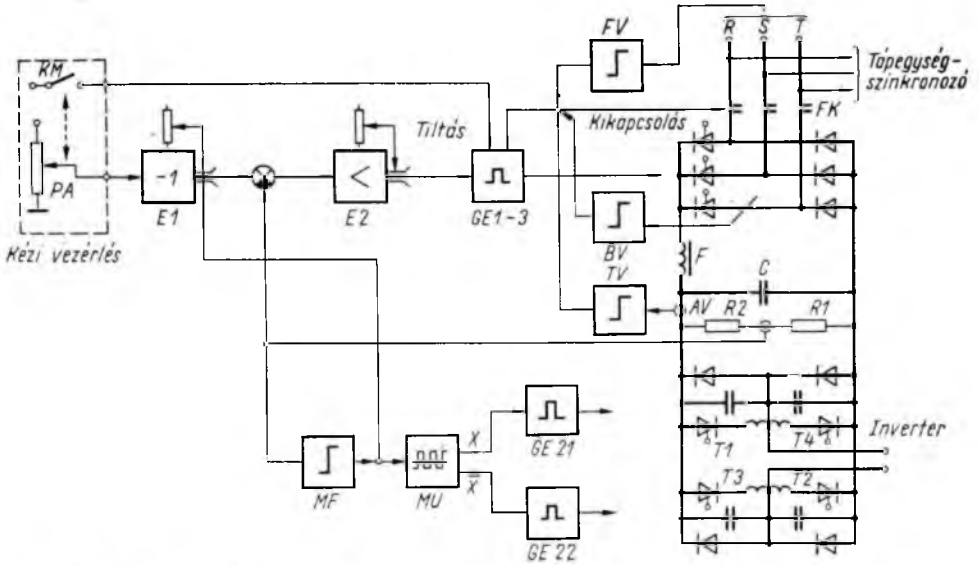 FV
R S T
Tápegység-
szinkronozó
RM
Kikapcsolás
FK
Tiltás
-1
<
PA
E1
E2
GE1-3
BV
F
Kézi vezérlés
TV
C
AV
R2
R1
X
GE 21
Inverter
T1
T4
MF
MU
X̅
T3
T2
GE 22